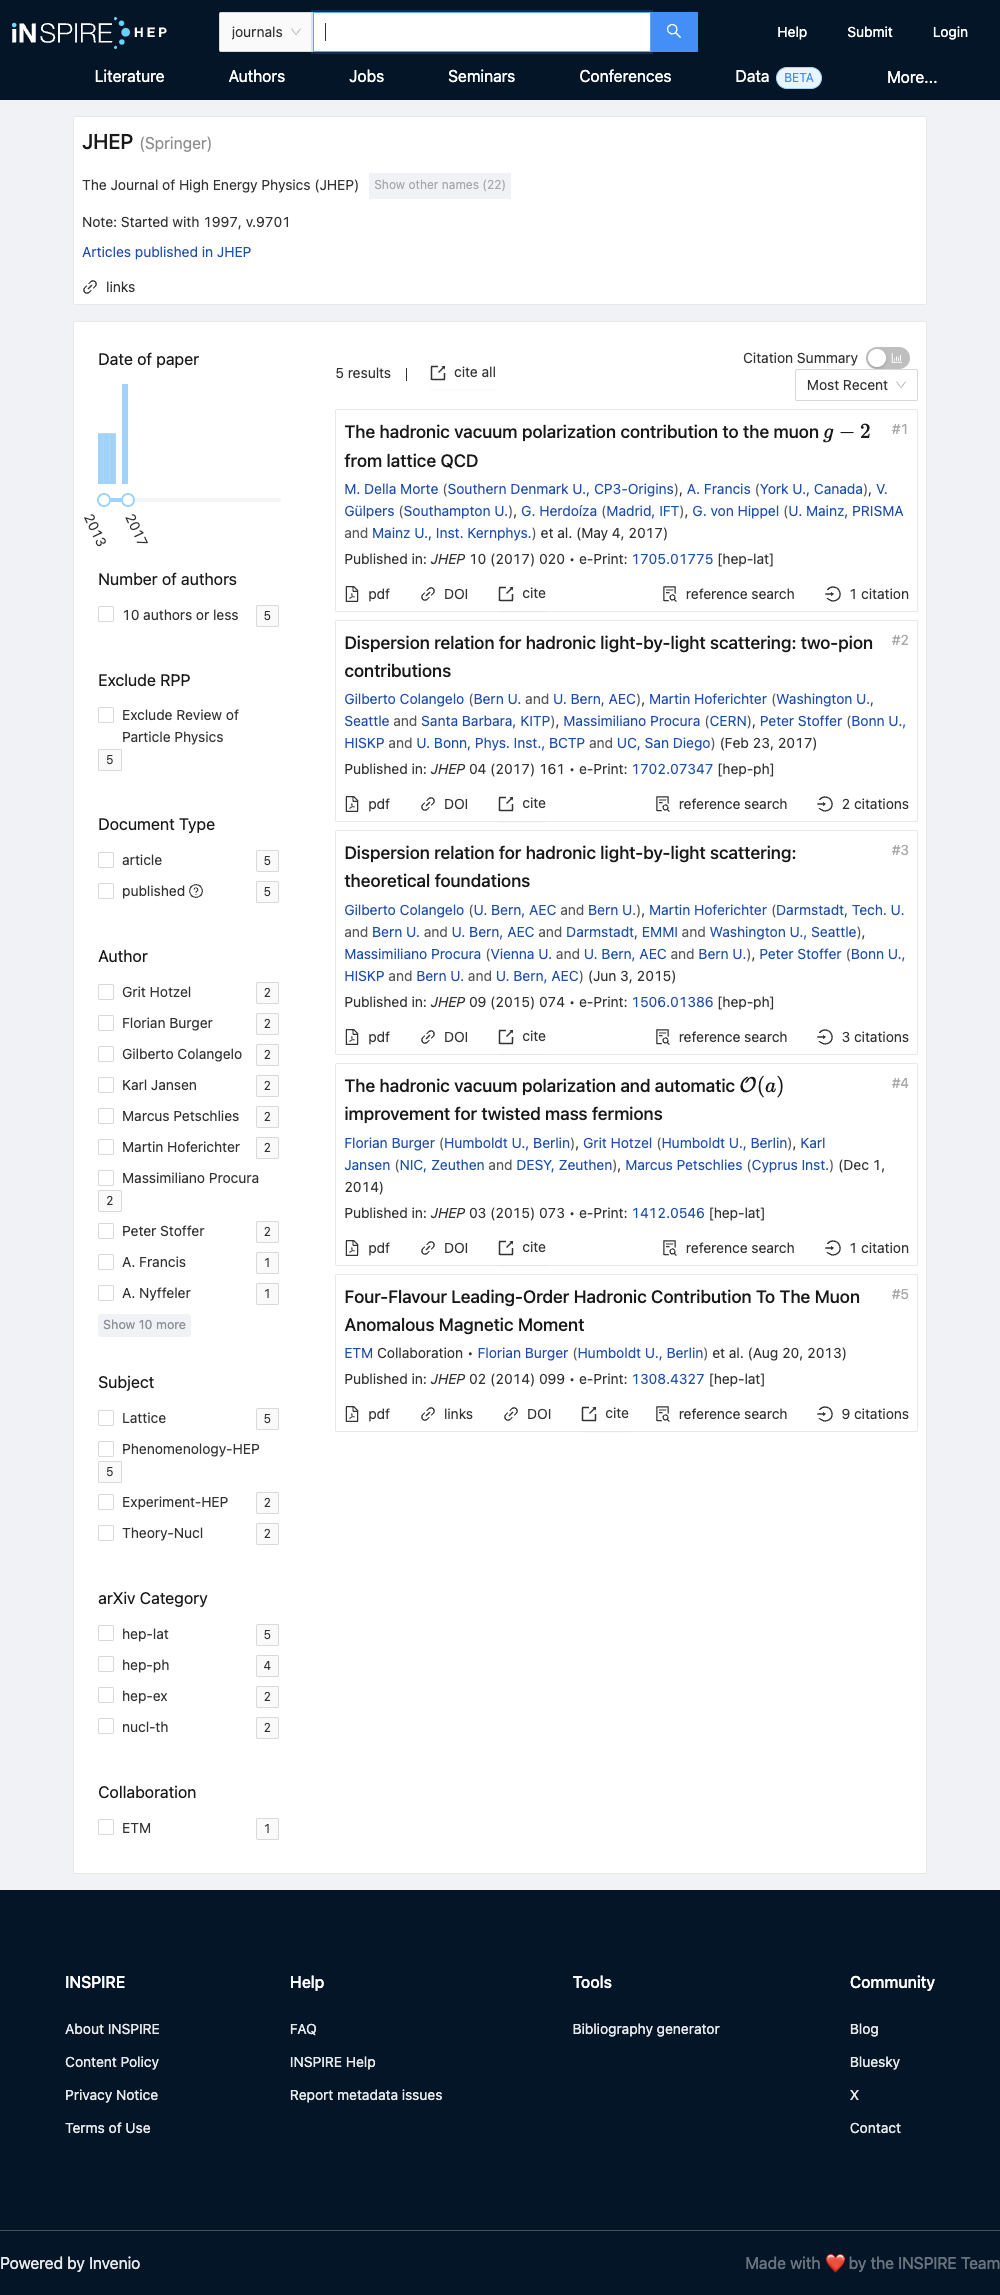 iNSPIRE HEP
journals
Help
Submit
Login
Literature
Authors
Jobs
Seminars
Conferences
Data BETA
More...
JHEP (Springer)
The Journal of High Energy Physics (JHEP) Show other names (22)
Note: Started with 1997, v.9701
Articles published in JHEP
links
Date of paper
2013
2017
Number of authors
10 authors or less 5
Exclude RPP
Exclude Review of
Particle Physics
5
Document Type
article 5
published 5
Author
Grit Hotzel 2
Florian Burger 2
Gilberto Colangelo 2
Karl Jansen 2
Marcus Petschlies 2
Martin Hoferichter 2
Massimiliano Procura
2
Peter Stoffer 2
A. Francis 1
A. Nyffeler 1
Show 10 more
Subject
Lattice 5
Phenomenology-HEP
5
Experiment-HEP 2
Theory-Nucl 2
arXiv Category
hep-lat 5
hep-ph 4
hep-ex 2
nucl-th 2
Collaboration
ETM 1
5 results | cite all
Citation Summary
Most Recent
The hadronic vacuum polarization contribution to the muon g − 2 #1
from lattice QCD
M. Della Morte (Southern Denmark U., CP3-Origins), A. Francis (York U., Canada), V.
Gülpers (Southampton U.), G. Herdoíza (Madrid, IFT), G. von Hippel (U. Mainz, PRISMA
and Mainz U., Inst. Kernphys.) et al. (May 4, 2017)
Published in: JHEP 10 (2017) 020 • e-Print: 1705.01775 [hep-lat]
pdf DOI cite reference search 1 citation
Dispersion relation for hadronic light-by-light scattering: two-pion #2
contributions
Gilberto Colangelo (Bern U. and U. Bern, AEC), Martin Hoferichter (Washington U.,
Seattle and Santa Barbara, KITP), Massimiliano Procura (CERN), Peter Stoffer (Bonn U.,
HISKP and U. Bonn, Phys. Inst., BCTP and UC, San Diego) (Feb 23, 2017)
Published in: JHEP 04 (2017) 161 • e-Print: 1702.07347 [hep-ph]
pdf DOI cite reference search 2 citations
Dispersion relation for hadronic light-by-light scattering: #3
theoretical foundations
Gilberto Colangelo (U. Bern, AEC and Bern U.), Martin Hoferichter (Darmstadt, Tech. U.
and Bern U. and U. Bern, AEC and Darmstadt, EMMI and Washington U., Seattle),
Massimiliano Procura (Vienna U. and U. Bern, AEC and Bern U.), Peter Stoffer (Bonn U.,
HISKP and Bern U. and U. Bern, AEC) (Jun 3, 2015)
Published in: JHEP 09 (2015) 074 • e-Print: 1506.01386 [hep-ph]
pdf DOI cite reference search 3 citations
The hadronic vacuum polarization and automatic 𝒪(a) #4
improvement for twisted mass fermions
Florian Burger (Humboldt U., Berlin), Grit Hotzel (Humboldt U., Berlin), Karl
Jansen (NIC, Zeuthen and DESY, Zeuthen), Marcus Petschlies (Cyprus Inst.) (Dec 1,
2014)
Published in: JHEP 03 (2015) 073 • e-Print: 1412.0546 [hep-lat]
pdf DOI cite reference search 1 citation
Four-Flavour Leading-Order Hadronic Contribution To The Muon #5
Anomalous Magnetic Moment
ETM Collaboration • Florian Burger (Humboldt U., Berlin) et al. (Aug 20, 2013)
Published in: JHEP 02 (2014) 099 • e-Print: 1308.4327 [hep-lat]
pdf links DOI cite reference search 9 citations
INSPIRE
About INSPIRE
Content Policy
Privacy Notice
Terms of Use
Help
FAQ
INSPIRE Help
Report metadata issues
Tools
Bibliography generator
Community
Blog
Bluesky
X
Contact
Powered by Invenio
Made with ❤️ by the INSPIRE Team